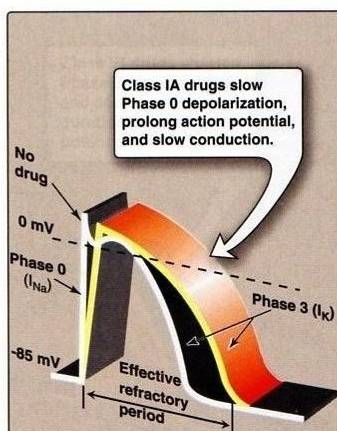 Class IA drugs slow
Phase 0 depolarization,
prolong action potential,
and slow conduction.
No
drug
0 mV
Phase 0
(INa)
Phase 3 (IK)
-85 mV
Effective
refractory
period